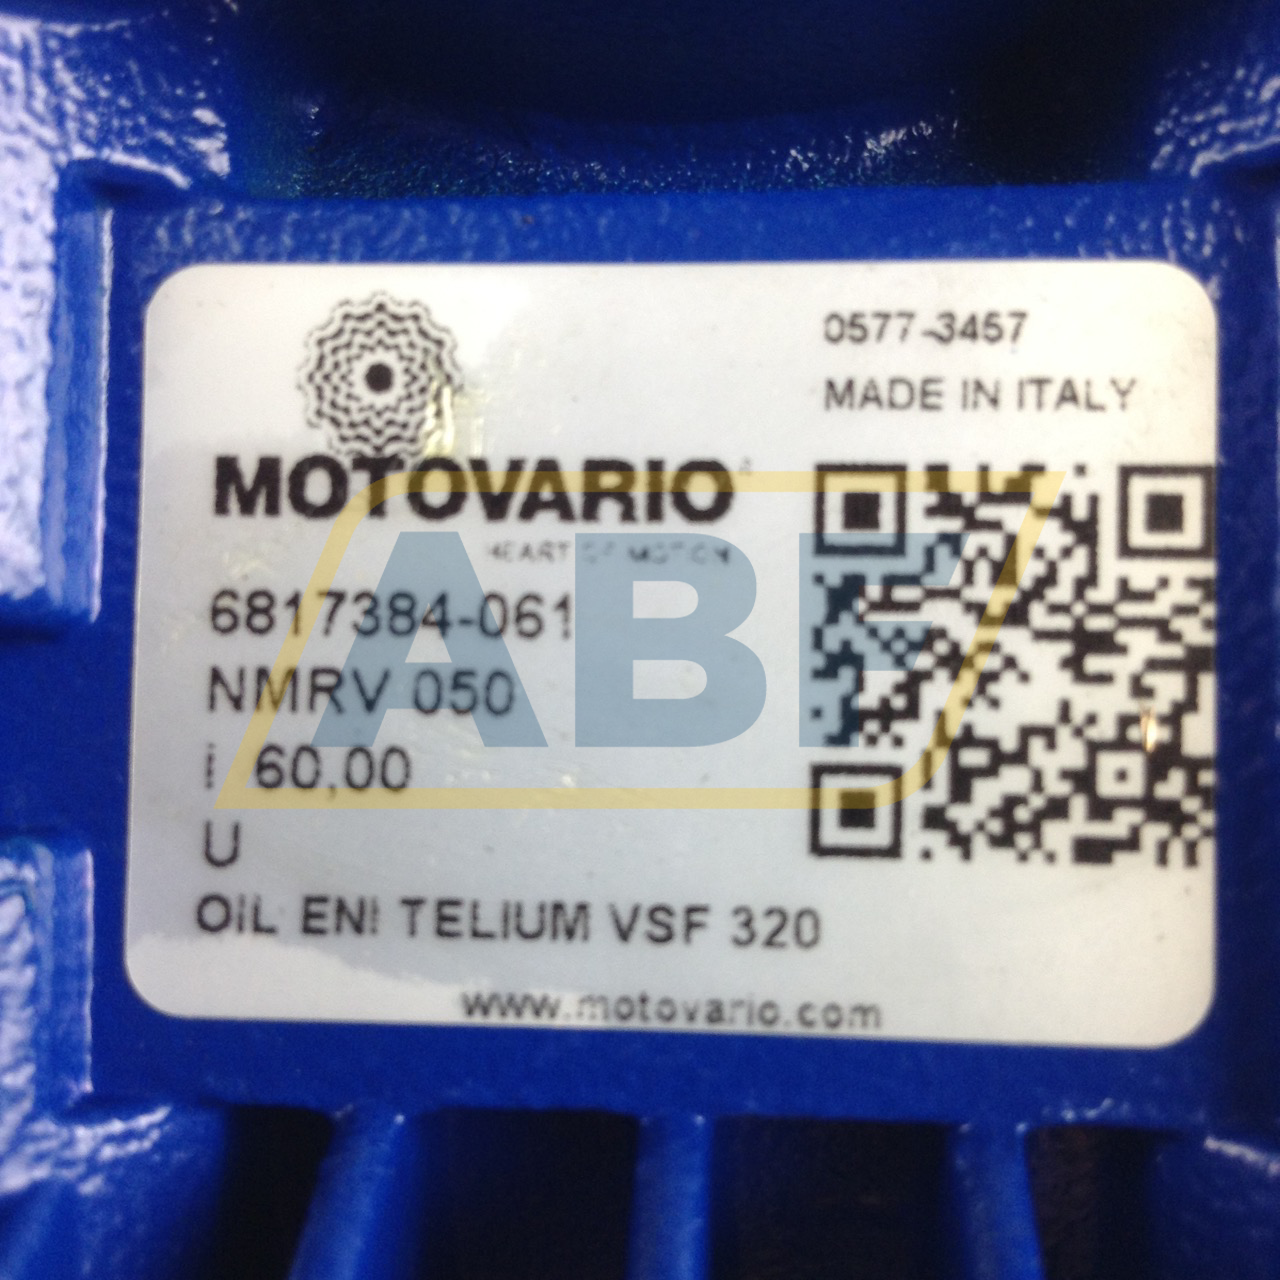 0577-3457
MADE IN ITALY
MOTOVARIO
HEART OF MOTION
6817384-061
NMRV 050
i 60,00
U
OIL ENI TELIUM VSF 320
www.motovario.com
ABF